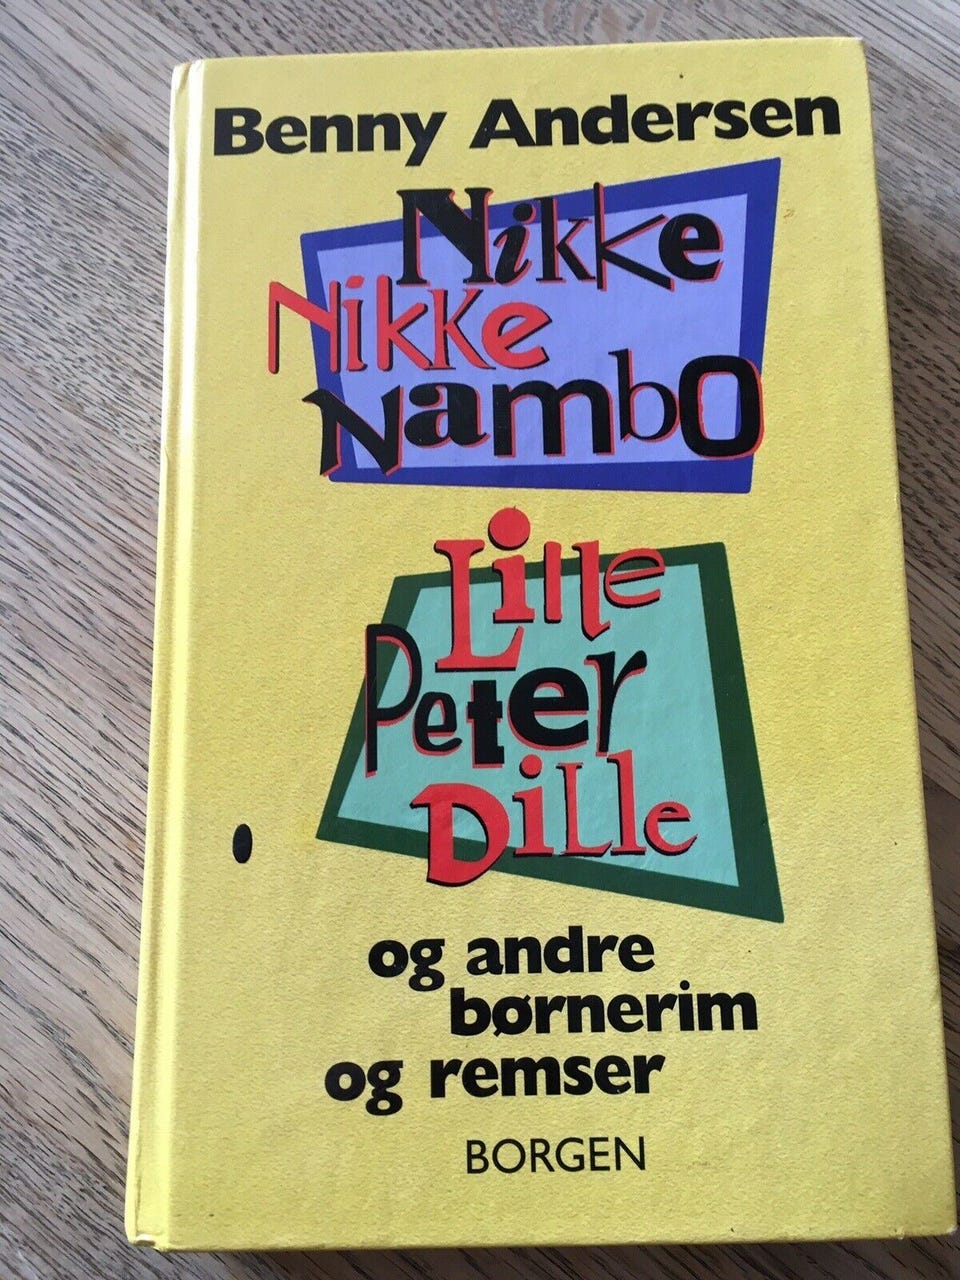 Benny Andersen
Nikke
Nikke
Nambo
Lille
Peter
Dille
og andre
børnerim
og remser
BORGEN